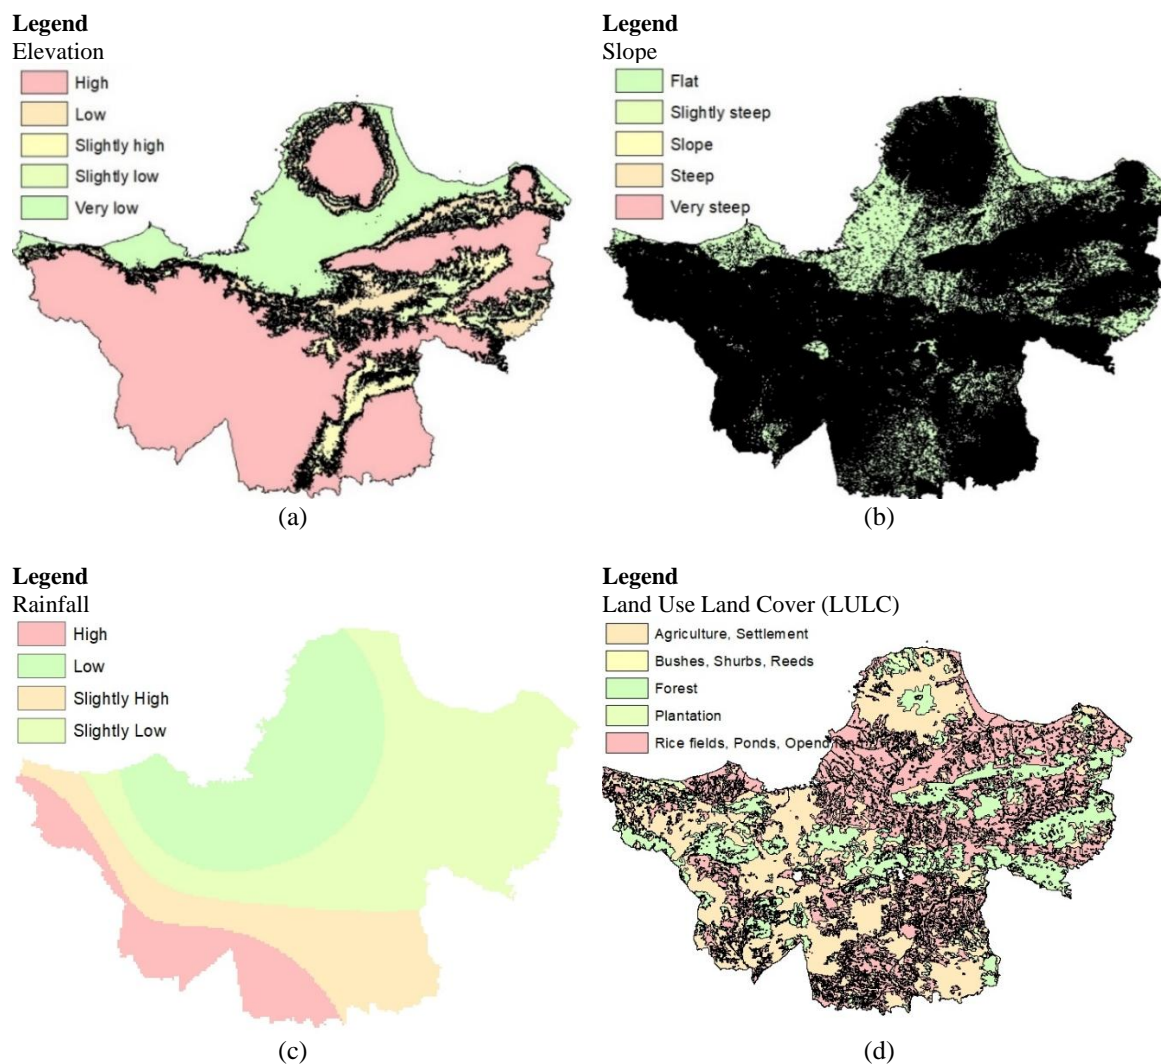 Legend
Elevation
High
Low
Slightly high
Slightly low
Very low
(a)
Legend
Slope
Flat
Slightly steep
Slope
Steep
Very steep
(b)
Legend
Rainfall
High
Low
Slightly High
Slightly Low
(c)
Legend
Land Use Land Cover (LULC)
Agriculture, Settlement
Bushes, Shurbs, Reeds
Forest
Plantation
Rice fields, Ponds,
(d)